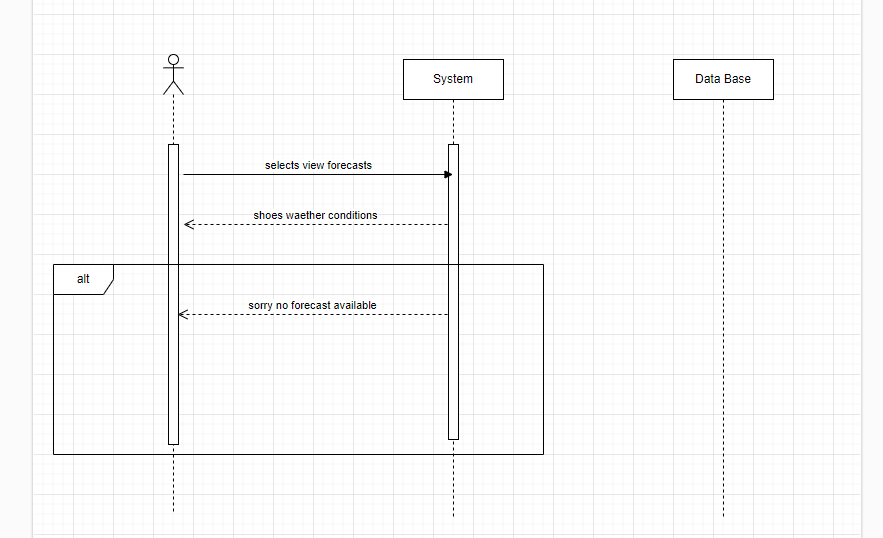 System
Data Base
selects view forecasts
shoes waether conditions
alt
sorry no forecast available